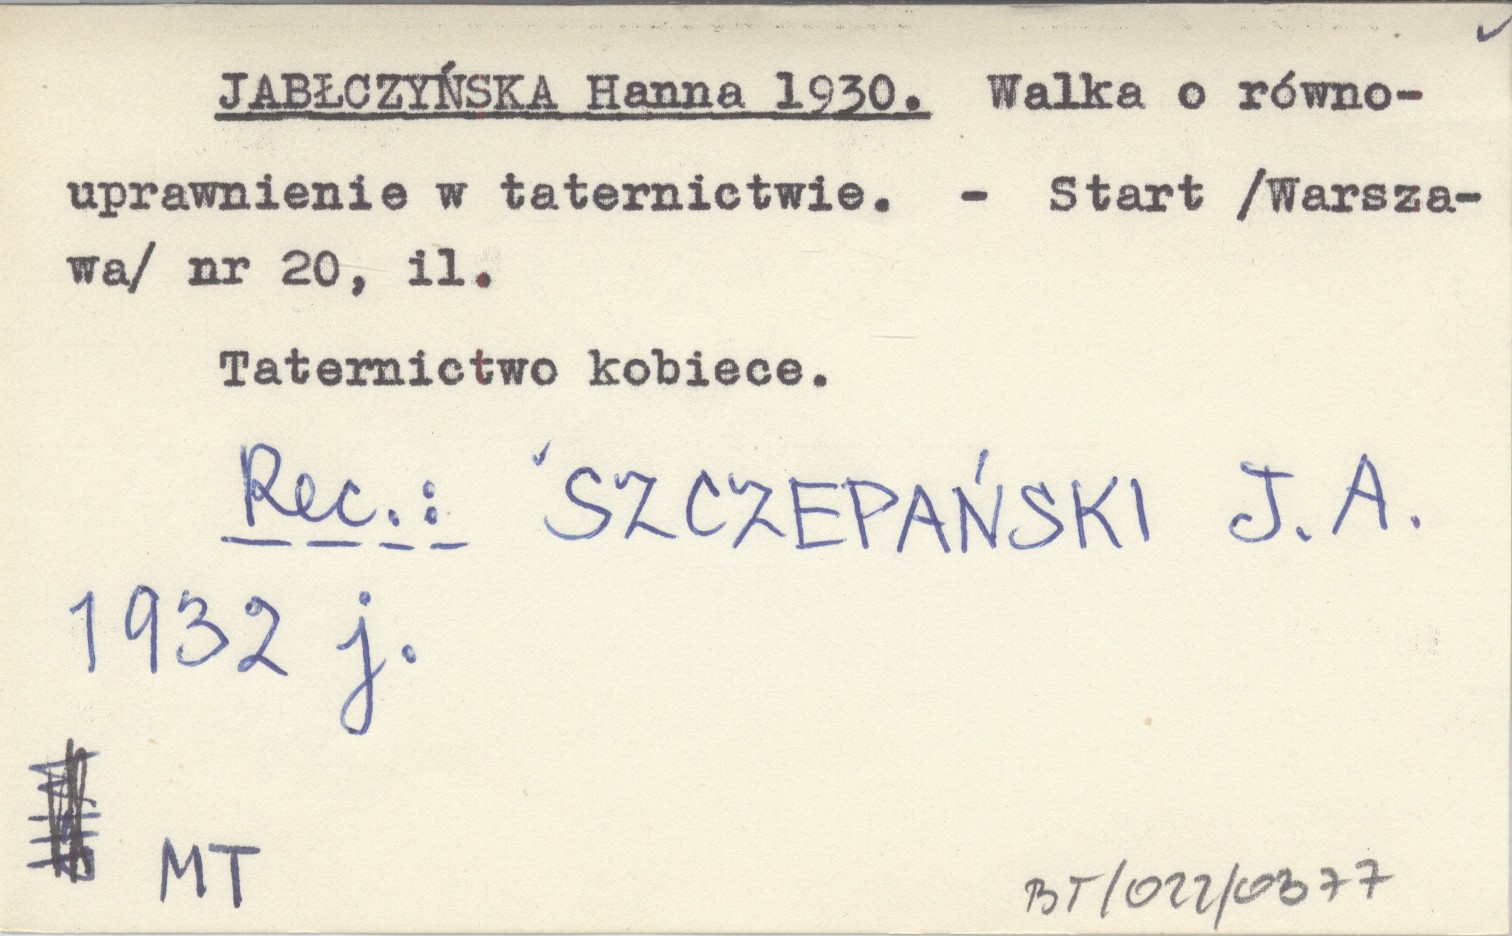 JABŁCZYŃSKA Hanna 1930. Walka o równo-
uprawnienie w taternictwie. - Start /Warsza-
wa/ nr 20, il.
Taternictwo kobiece.
Rec.: SZCZEPAŃSKI J. A.
1932 j.
MT
BT/022/0377